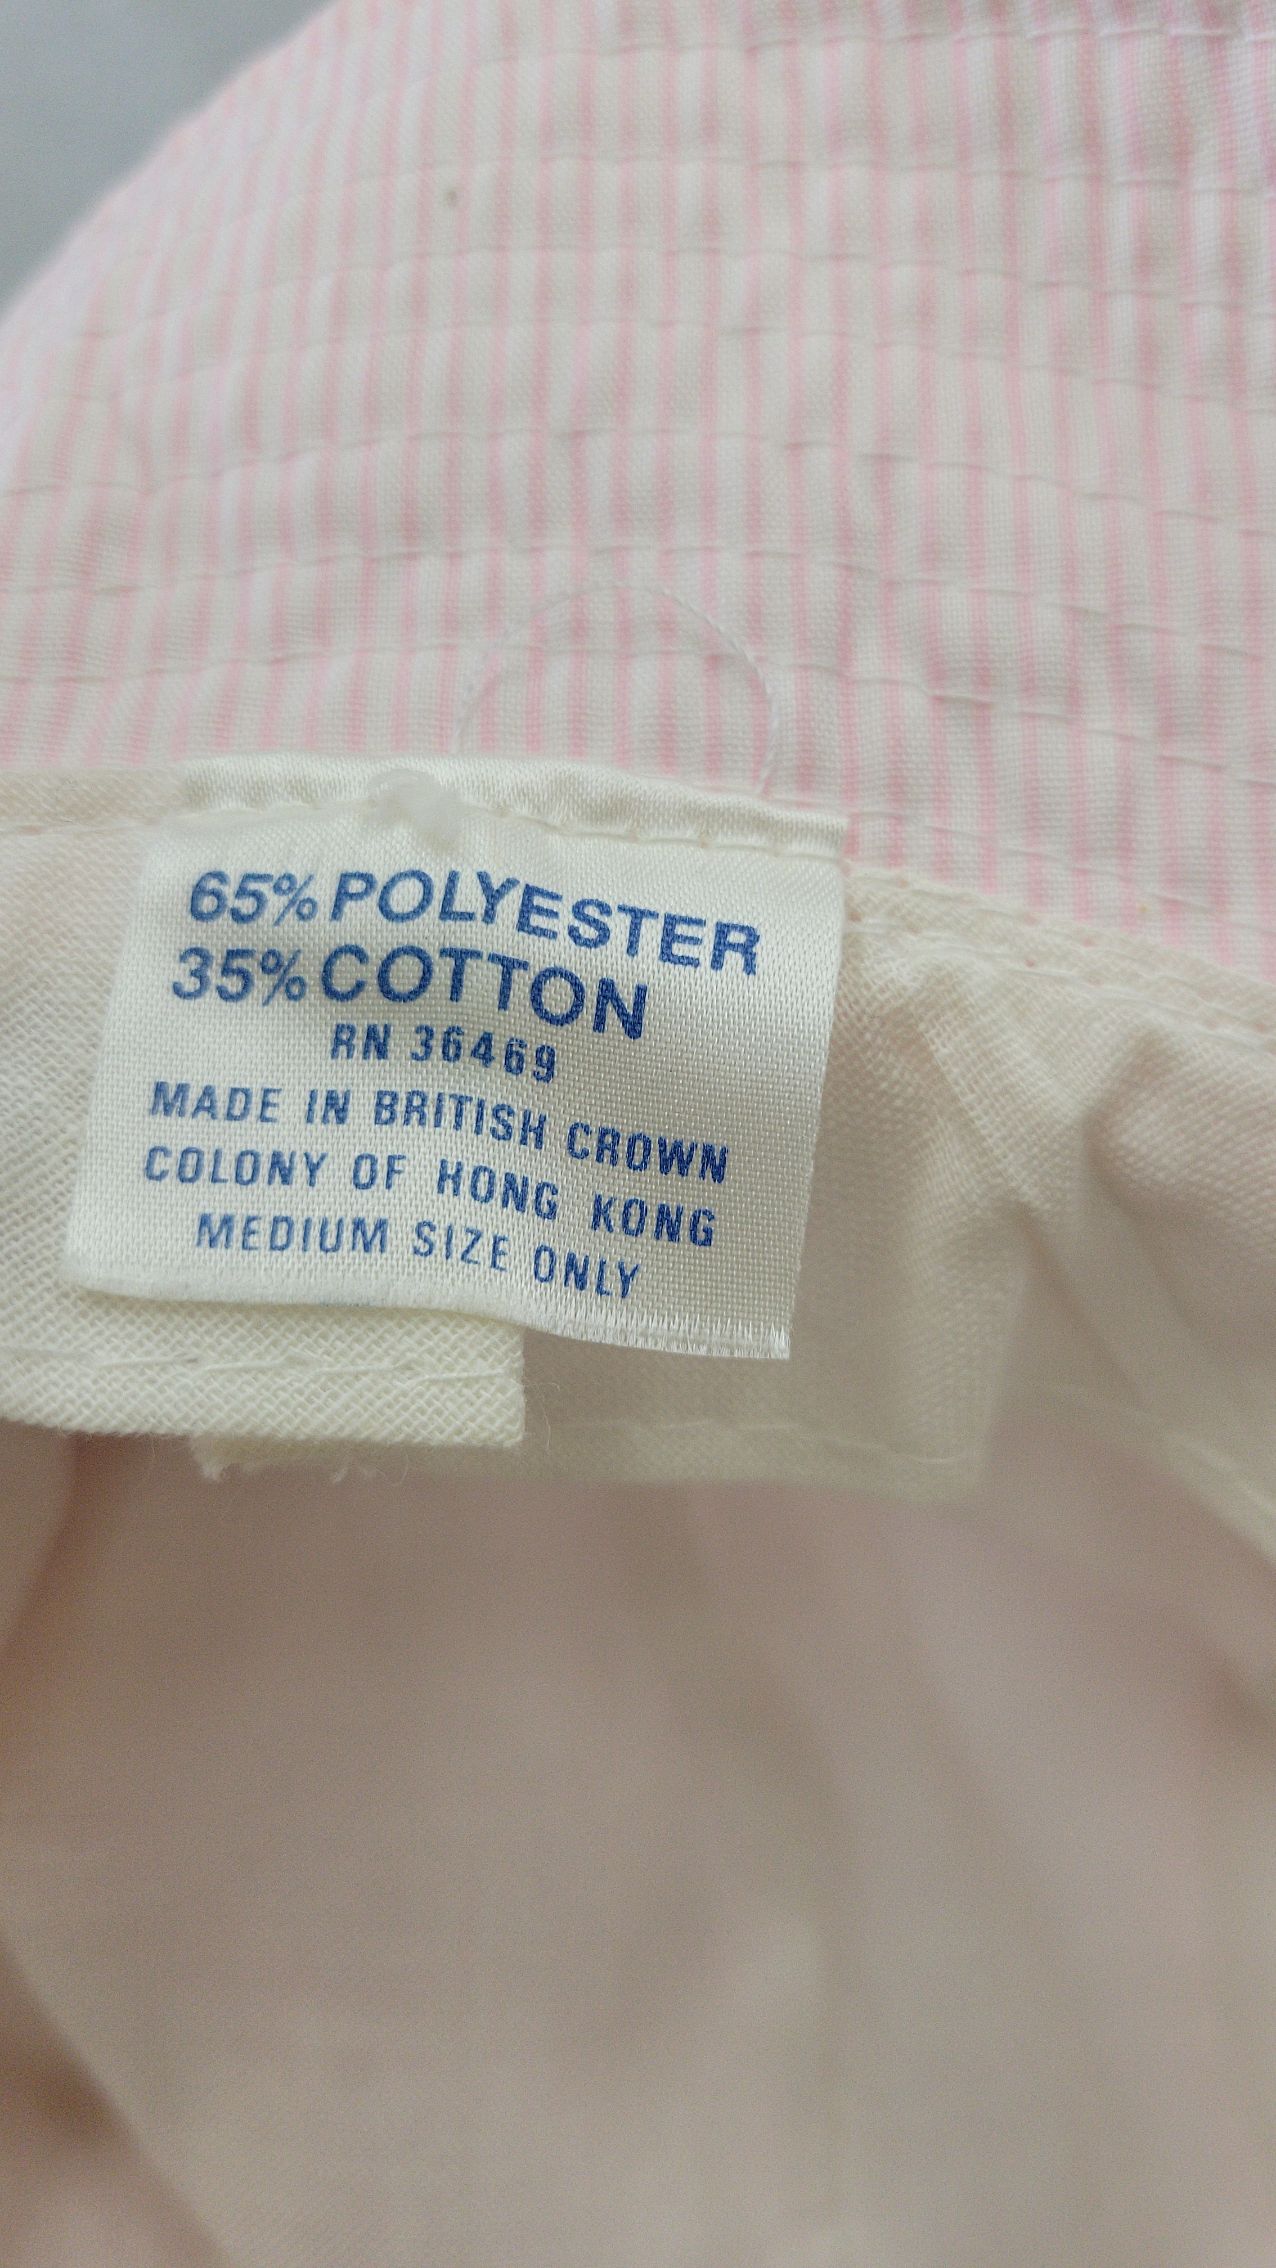 65% POLYESTER
35% COTTON
RN 36469
MADE IN BRITISH CROWN
COLONY OF HONG KONG
MEDIUM SIZE ONLY